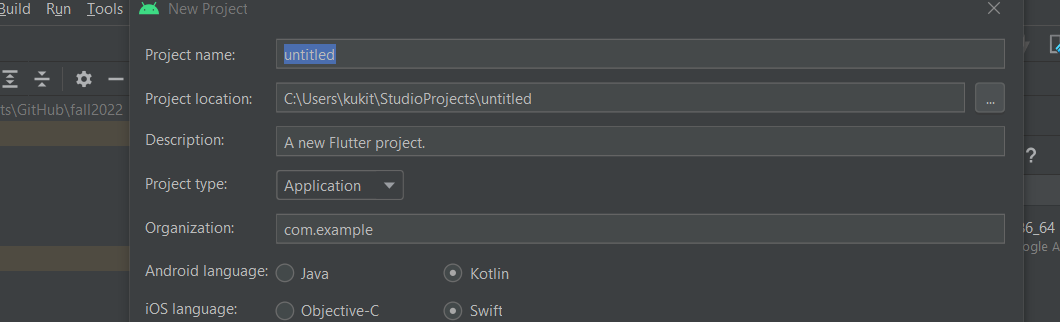 Build Run Tools
New Project
Project name: untitled
Project location: C:\Users\kukit\StudioProjects\untitled ...
ts\GitHub\fall2022
Description: A new Flutter project.
?
Project type: Application
Organization: com.example
86_64
ogle A
Android language: Java Kotlin
iOS language: Objective-C Swift